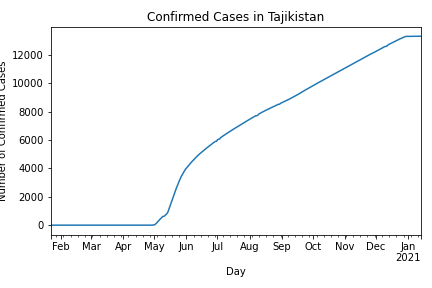 Confirmed Cases in Tajikistan
Number of Confirmed Cases
12000
10000
8000
6000
4000
2000
0
Feb Mar Apr May Jun Jul Aug Sep Oct Nov Dec Jan
2021
Day